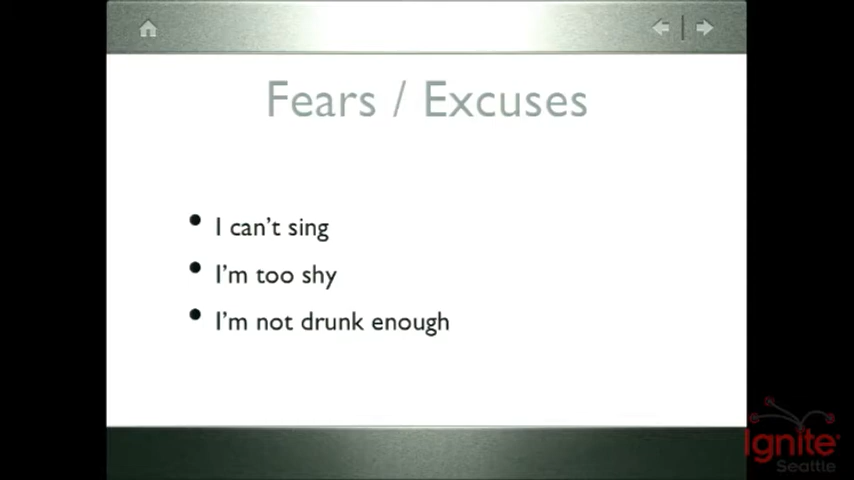 Fears / Excuses
I can't sing
I'm too shy
I'm not drunk enough
Ignite
Seattle